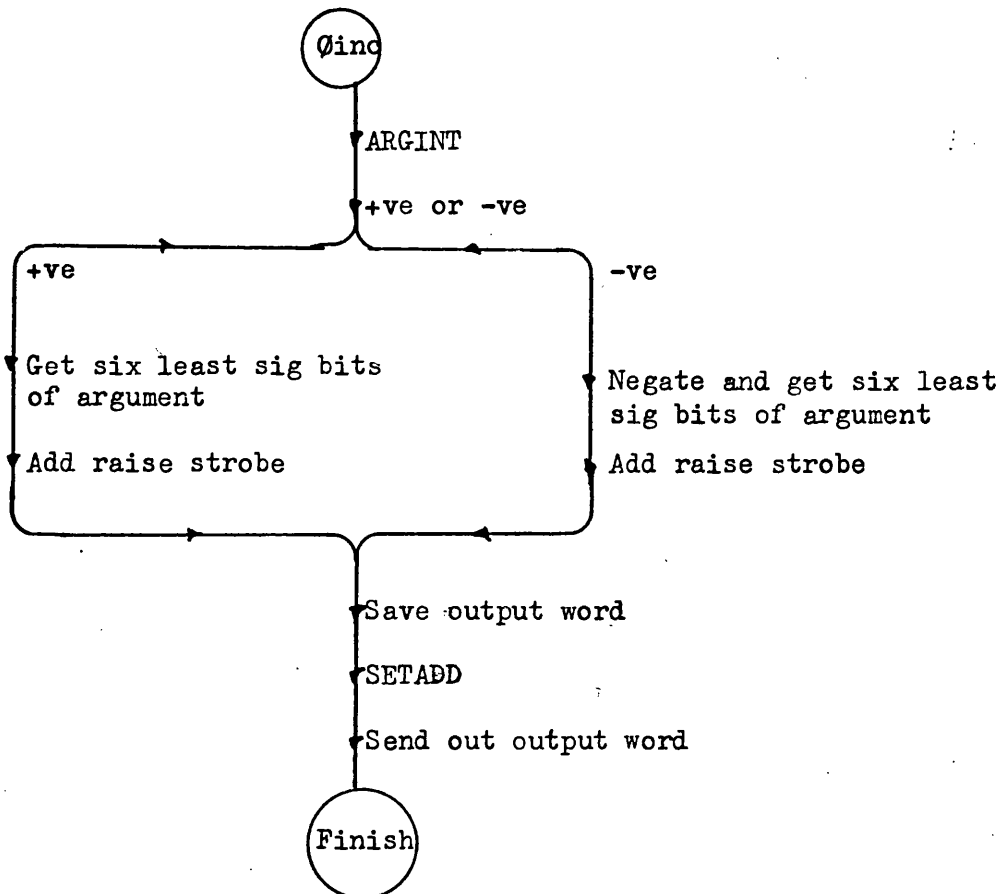 Øinc
ARGINT
+ve or -ve
+ve
-ve
Get six least sig bits
of argument
Negate and get six least
sig bits of argument
Add raise strobe
Add raise strobe
Save output word
SETADD
Send out output word
Finish